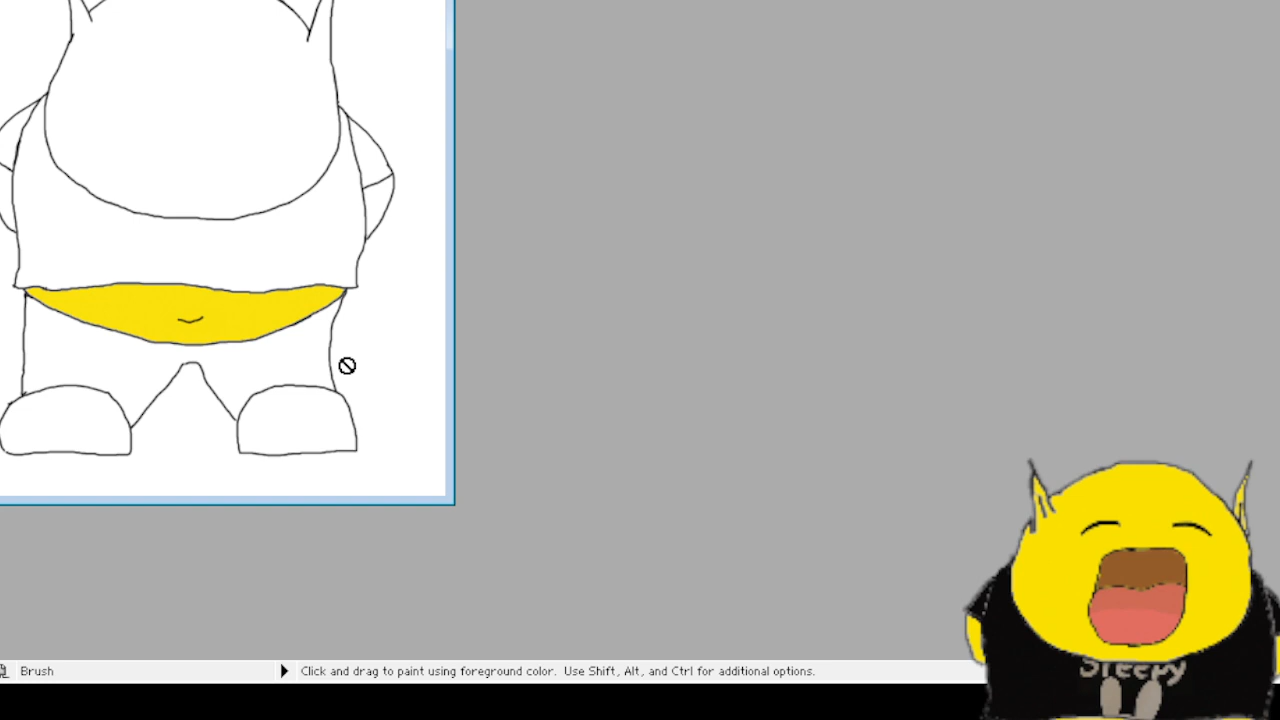 Brush
Click and drag to paint using foreground color. Use Shift, Alt, and Ctrl for additional options.
Sleepy